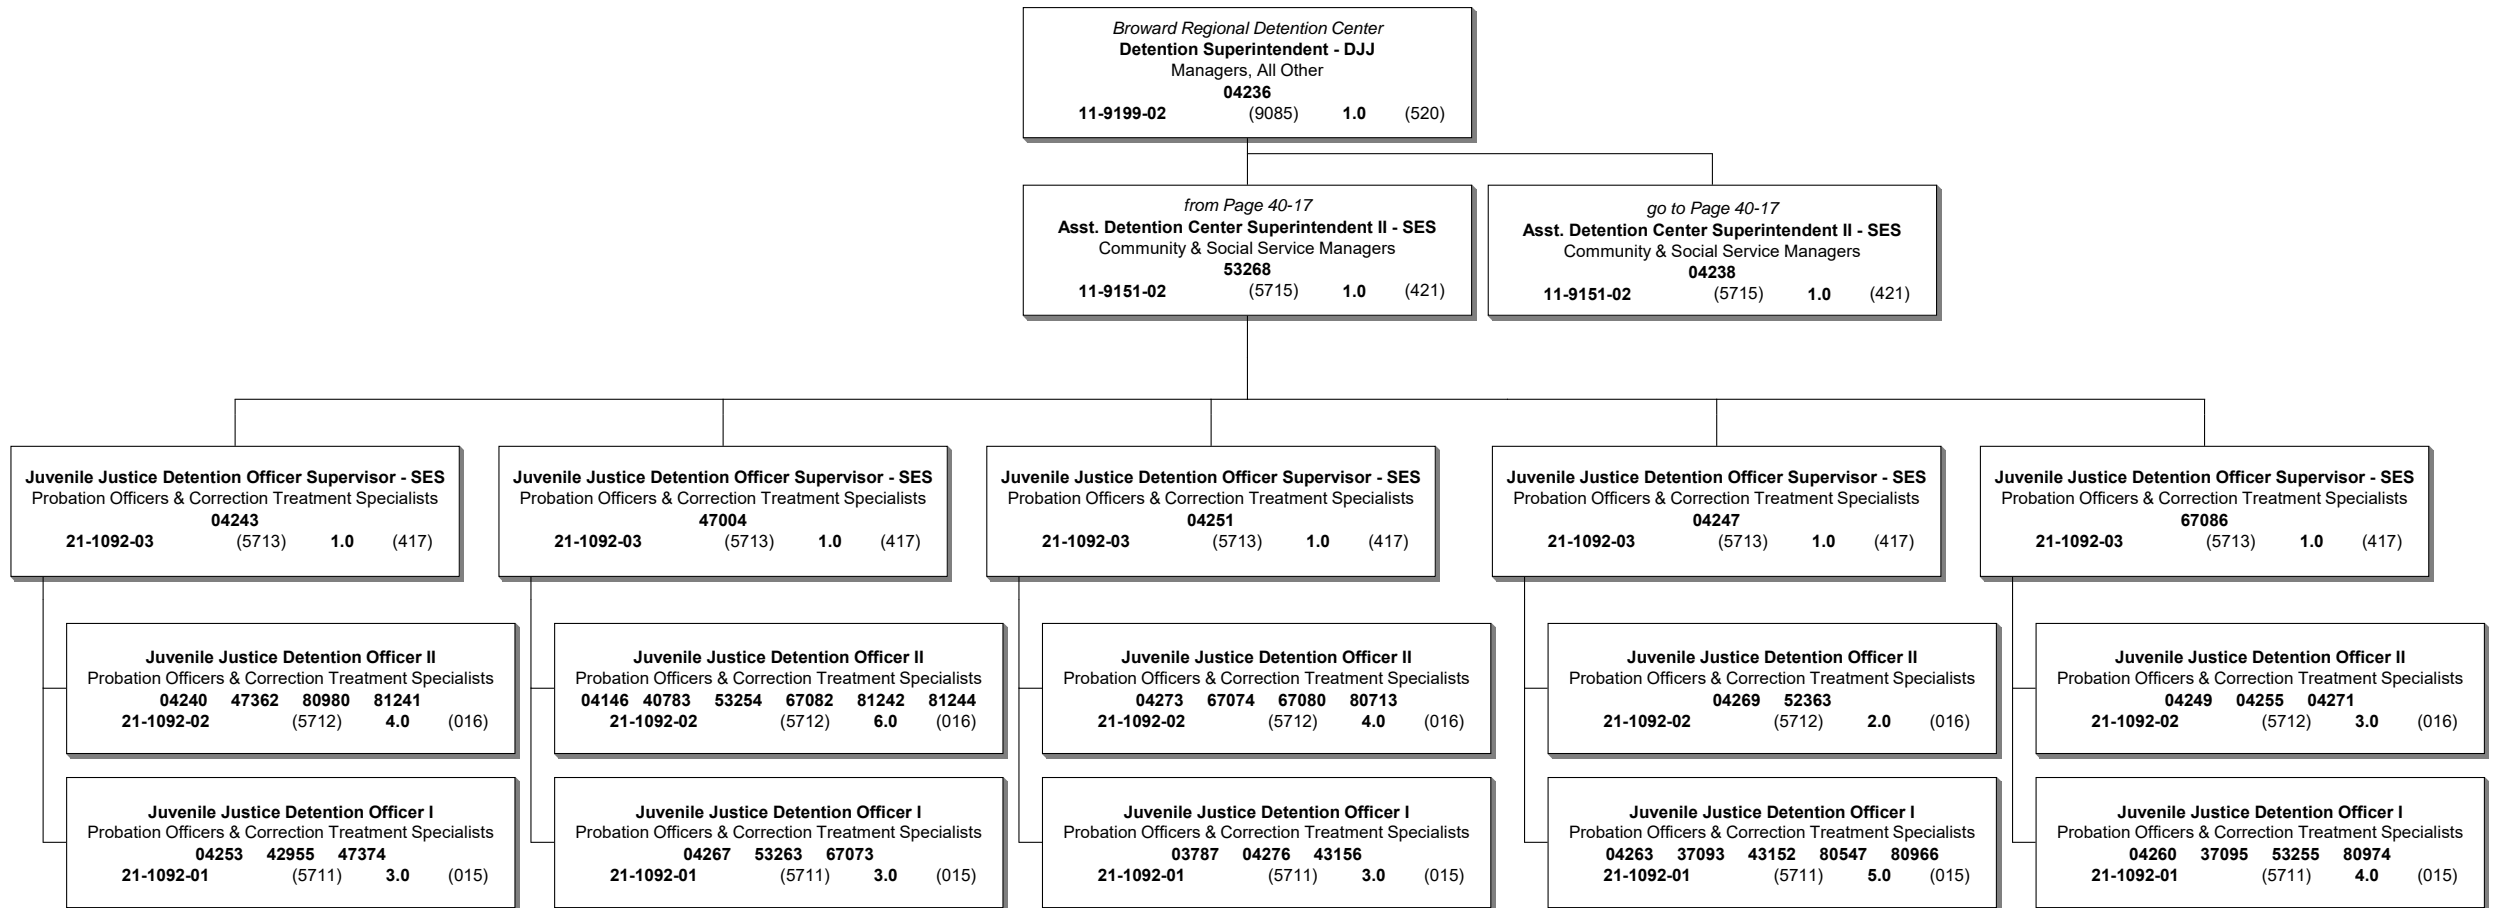 Broward Regional Detention Center
Detention Superintendent - DJJ
Managers, All Other
04236
11-9199-02 (9085) 1.0 (520)
from Page 40-17
Asst. Detention Center Superintendent II - SES
Community & Social Service Managers
53268
11-9151-02 (5715) 1.0 (421)
go to Page 40-17
Asst. Detention Center Superintendent II - SES
Community & Social Service Managers
04238
11-9151-02 (5715) 1.0 (421)
Juvenile Justice Detention Officer Supervisor - SES
Probation Officers & Correction Treatment Specialists
04243
21-1092-03 (5713) 1.0 (417)
Juvenile Justice Detention Officer Supervisor - SES
Probation Officers & Correction Treatment Specialists
47004
21-1092-03 (5713) 1.0 (417)
Juvenile Justice Detention Officer Supervisor - SES
Probation Officers & Correction Treatment Specialists
04251
21-1092-03 (5713) 1.0 (417)
Juvenile Justice Detention Officer Supervisor - SES
Probation Officers & Correction Treatment Specialists
04247
21-1092-03 (5713) 1.0 (417)
Juvenile Justice Detention Officer Supervisor - SES
Probation Officers & Correction Treatment Specialists
67086
21-1092-03 (5713) 1.0 (417)
Juvenile Justice Detention Officer II
Probation Officers & Correction Treatment Specialists
04240 47362 80980 81241
21-1092-02 (5712) 4.0 (016)
Juvenile Justice Detention Officer II
Probation Officers & Correction Treatment Specialists
04146 40783 53254 67082 81242 81244
21-1092-02 (5712) 6.0 (016)
Juvenile Justice Detention Officer II
Probation Officers & Correction Treatment Specialists
04273 67074 67080 80713
21-1092-02 (5712) 4.0 (016)
Juvenile Justice Detention Officer II
Probation Officers & Correction Treatment Specialists
04269 52363
21-1092-02 (5712) 2.0 (016)
Juvenile Justice Detention Officer II
Probation Officers & Correction Treatment Specialists
04249 04255 04271
21-1092-02 (5712) 3.0 (016)
Juvenile Justice Detention Officer I
Probation Officers & Correction Treatment Specialists
04253 42955 47374
21-1092-01 (5711) 3.0 (015)
Juvenile Justice Detention Officer I
Probation Officers & Correction Treatment Specialists
04267 53263 67073
21-1092-01 (5711) 3.0 (015)
Juvenile Justice Detention Officer I
Probation Officers & Correction Treatment Specialists
03787 04276 43156
21-1092-01 (5711) 3.0 (015)
Juvenile Justice Detention Officer I
Probation Officers & Correction Treatment Specialists
04263 37093 43152 80547 80966
21-1092-01 (5711) 5.0 (015)
Juvenile Justice Detention Officer I
Probation Officers & Correction Treatment Specialists
04260 37095 53255 80974
21-1092-01 (5711) 4.0 (015)